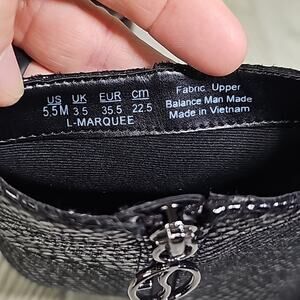 US UK EUR cm
5.5M 3.5 35.5 22.5
L-MARQUEE
Fabric Upper
Balance Man Made
Made in Vietnam